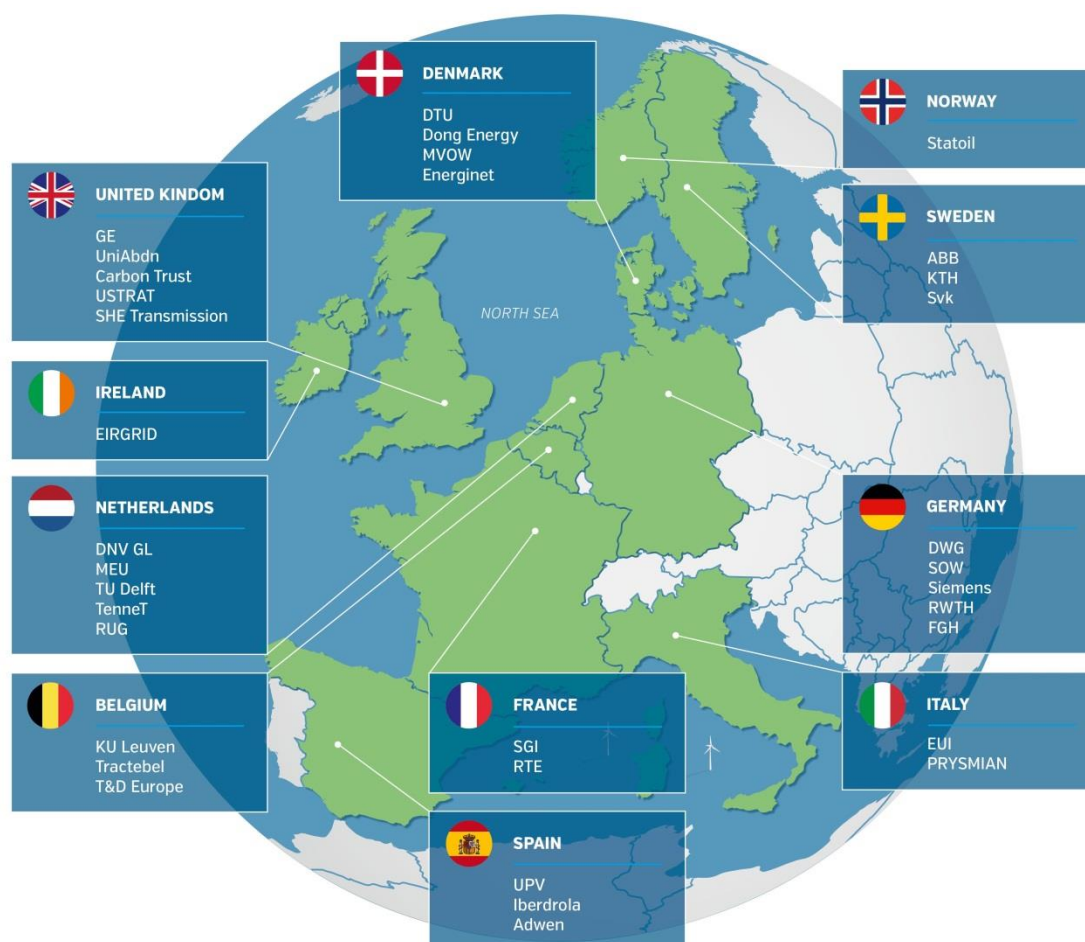 DENMARK
DTU
Dong Energy
MVOW
Energinet
NORWAY
Statoil
UNITED KINDOM
GE
UniAbdn
Carbon Trust
USTRAT
SHE Transmission
SWEDEN
ABB
KTH
Svk
NORTH SEA
IRELAND
EIRGRID
NETHERLANDS
DNV GL
MEU
TU Delft
TenneT
RUG
GERMANY
DWG
SOW
Siemens
RWTH
FGH
BELGIUM
KU Leuven
Tractebel
T&D Europe
FRANCE
SGI
RTE
ITALY
EUI
PRYSMIAN
SPAIN
UPV
Iberdrola
Adwen